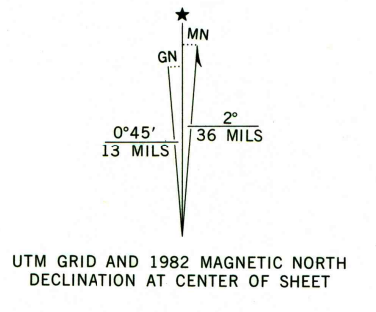 MN
GN
0°45′
13 MILS
2°
36 MILS
UTM GRID AND 1982 MAGNETIC NORTH
DECLINATION AT CENTER OF SHEET